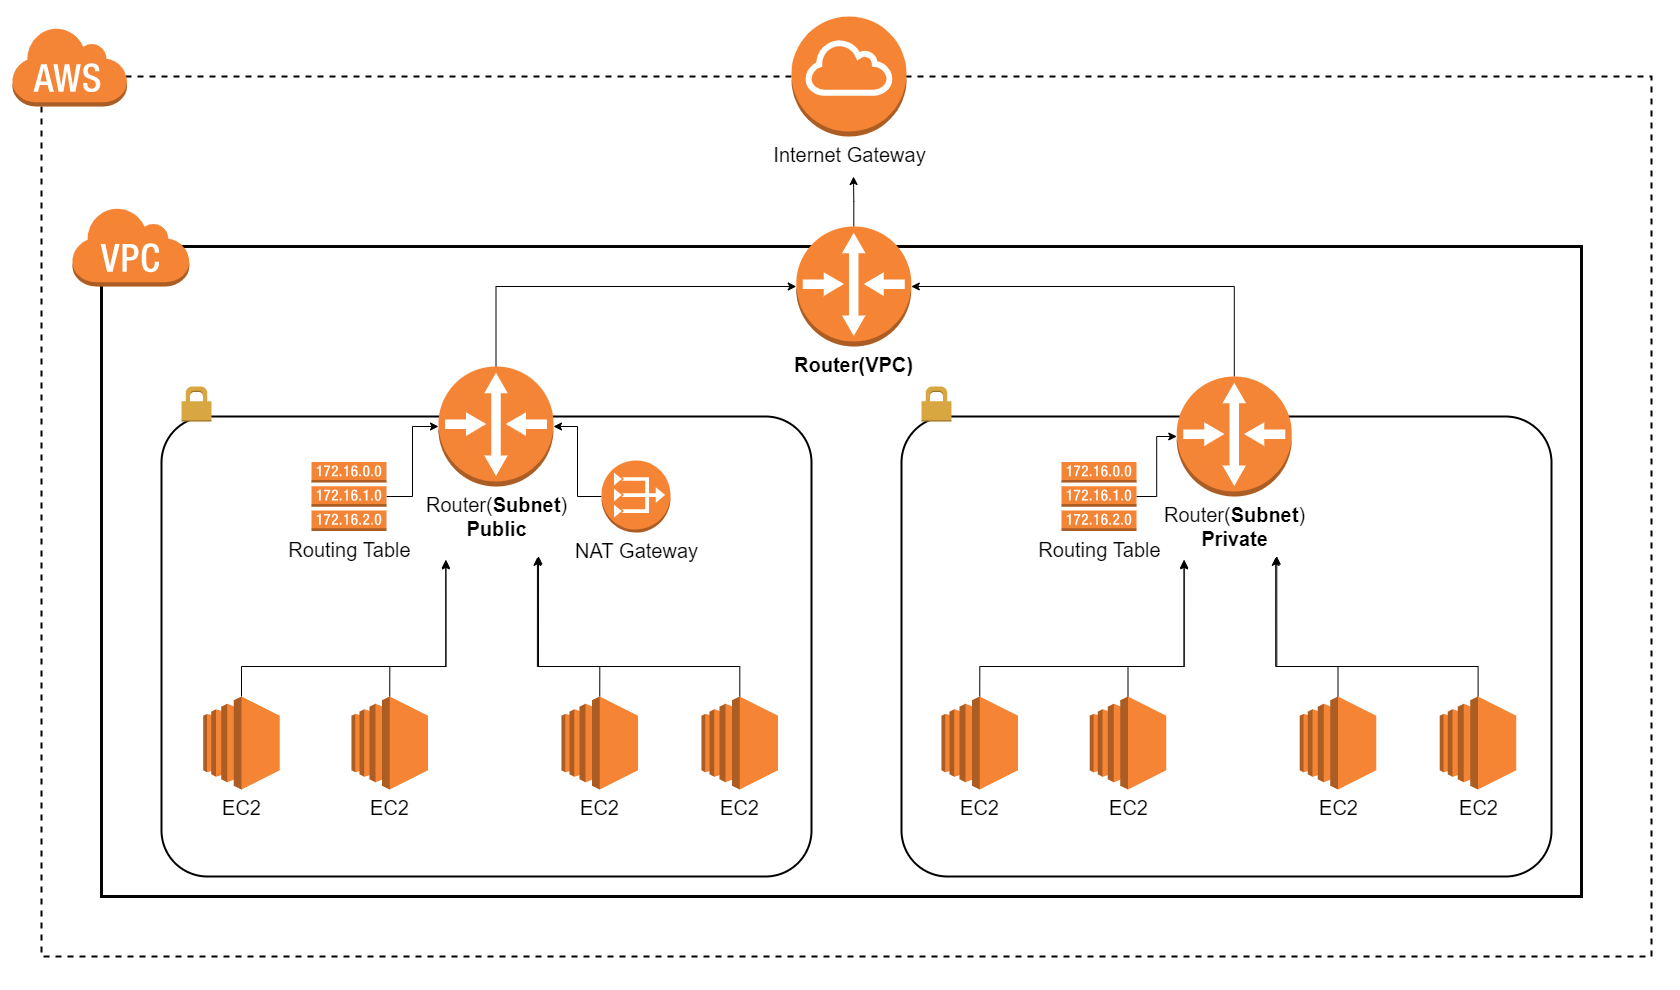 AWS
Internet Gateway
VPC
Router(VPC)
172.16.0.0
172.16.1.0
172.16.2.0
Routing Table
Router(Subnet)
Public
NAT Gateway
172.16.0.0
172.16.1.0
172.16.2.0
Routing Table
Router(Subnet)
Private
EC2
EC2
EC2
EC2
EC2
EC2
EC2
EC2